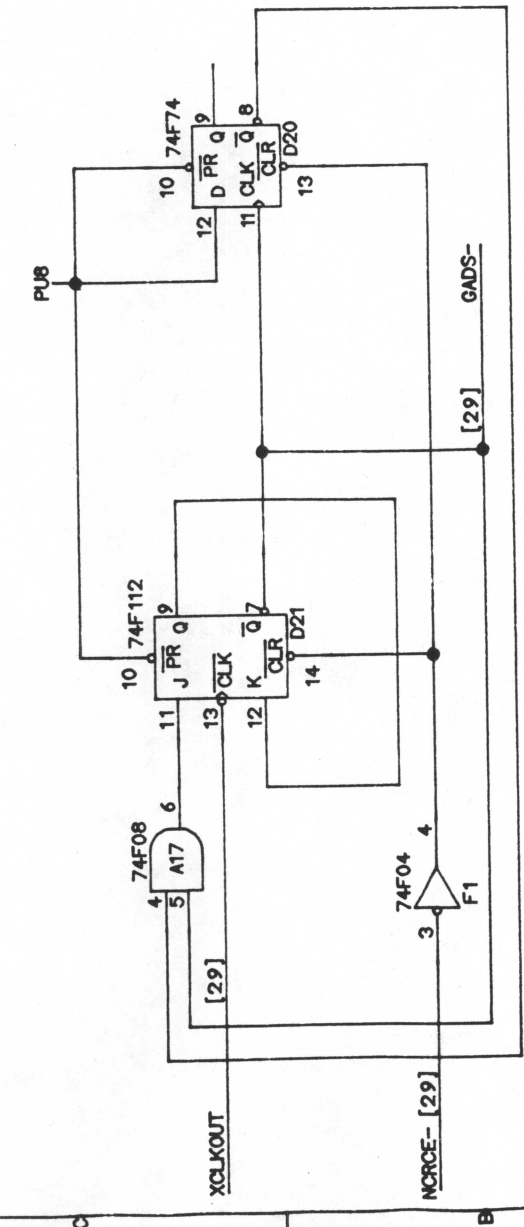 PU8
10
74F74
9
12
D
PR
Q
11
CLK
Q
8
CLR
D20
13
10
74F112
9
11
J
PR
Q
13
CLK
12
K
Q
7
CLR
D21
14
74F08
4
5
A17
6
XCLKOUT
[29]
NCRCE-
[29]
3
74F04
4
F1
[29]
GADS-
C
B